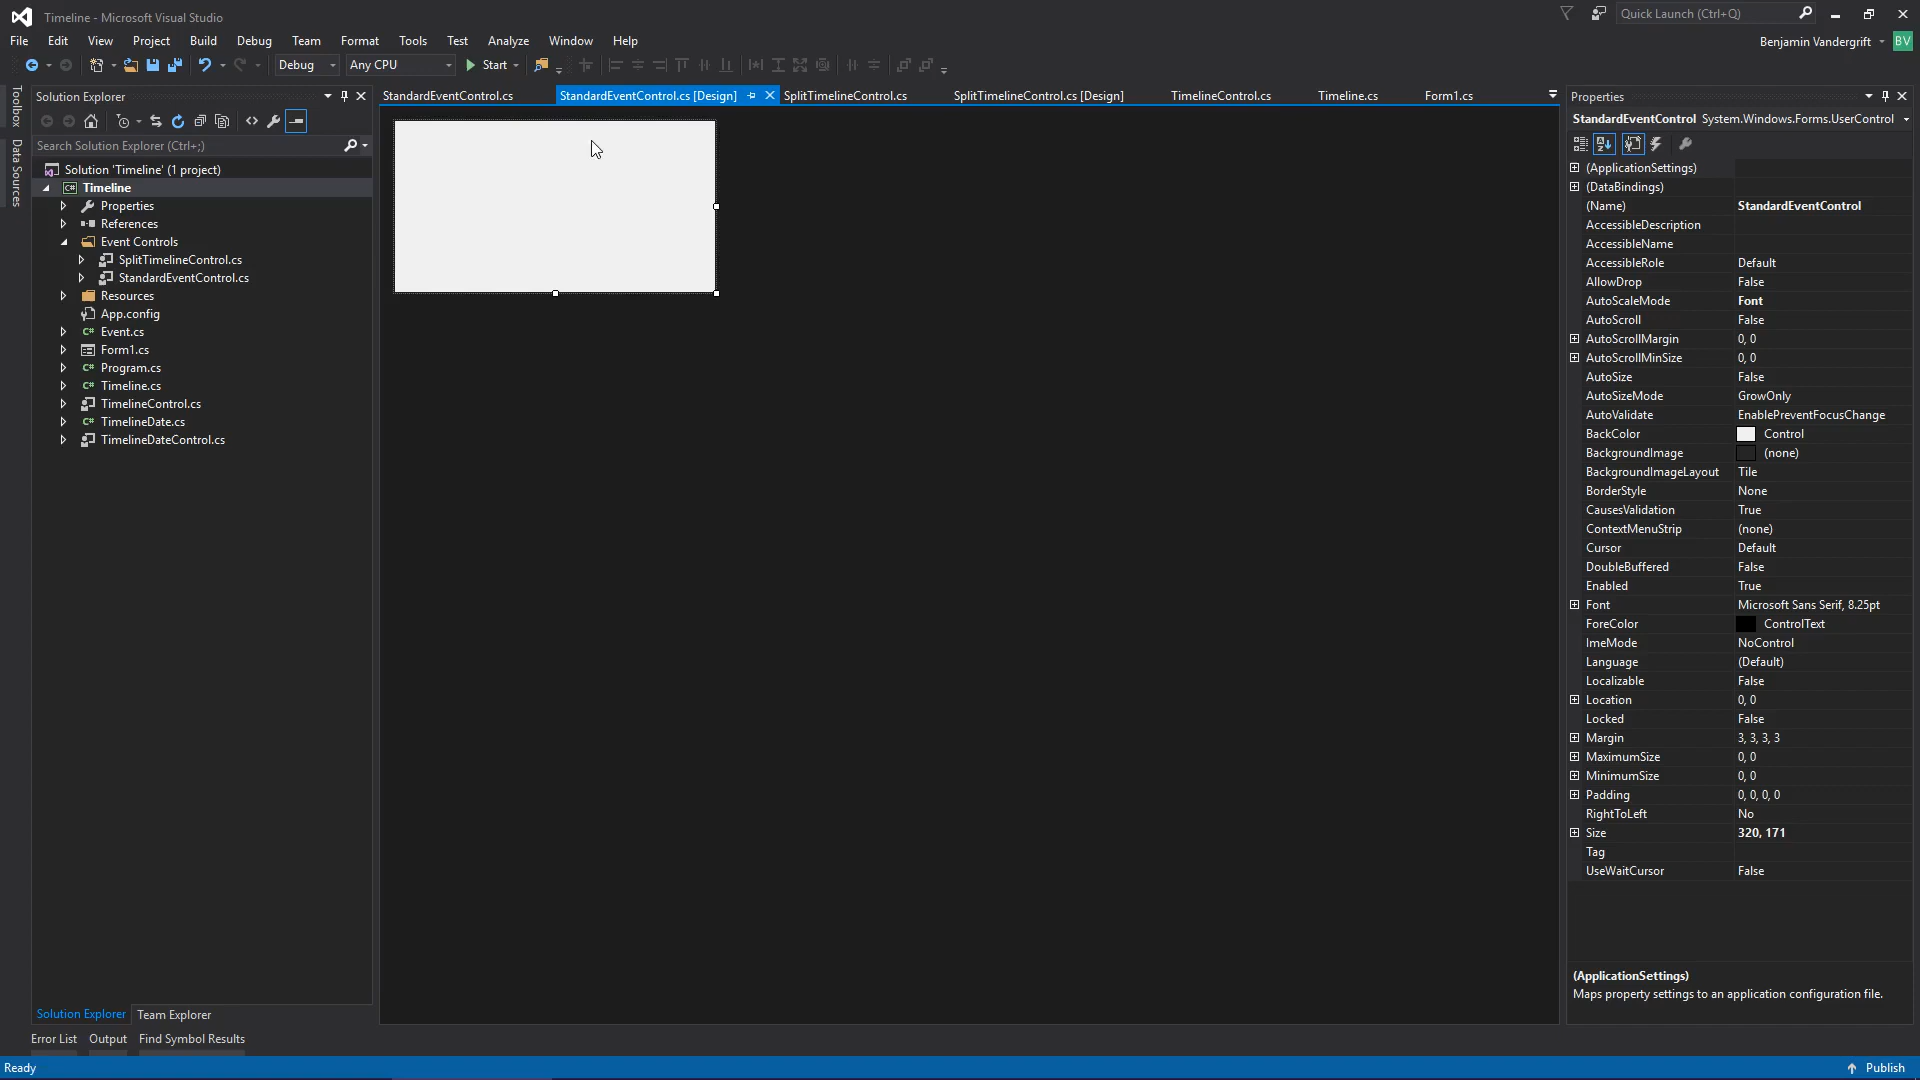 Timeline - Microsoft Visual Studio
Quick Launch (Ctrl+Q)
File Edit View Project Build Debug Team Format Tools Test Analyze Window Help
Benjamin Vandergrift BV
Debug Any CPU Start
Toolbox
Data Sources
Solution Explorer
Search Solution Explorer (Ctrl+;)
Solution 'Timeline' (1 project)
Timeline
Properties
References
Event Controls
SplitTimelineControl.cs
StandardEventControl.cs
Resources
App.config
Event.cs
Form1.cs
Program.cs
Timeline.cs
TimelineControl.cs
TimelineDate.cs
TimelineDateControl.cs
Solution Explorer Team Explorer
StandardEventControl.cs StandardEventControl.cs [Design] SplitTimelineControl.cs SplitTimelineControl.cs [Design] TimelineControl.cs Timeline.cs Form1.cs
Properties
StandardEventControl System.Windows.Forms.UserControl
(ApplicationSettings)
(DataBindings)
(Name) StandardEventControl
AccessibleDescription
AccessibleName
AccessibleRole Default
AllowDrop False
AutoScaleMode Font
AutoScroll False
AutoScrollMargin 0, 0
AutoScrollMinSize 0, 0
AutoSize False
AutoSizeMode GrowOnly
AutoValidate EnablePreventFocusChange
BackColor Control
BackgroundImage (none)
BackgroundImageLayout Tile
BorderStyle None
CausesValidation True
ContextMenuStrip (none)
Cursor Default
DoubleBuffered False
Enabled True
Font Microsoft Sans Serif, 8.25pt
ForeColor ControlText
ImeMode NoControl
Language (Default)
Localizable False
Location 0, 0
Locked False
Margin 3, 3, 3, 3
MaximumSize 0, 0
MinimumSize 0, 0
Padding 0, 0, 0, 0
RightToLeft No
Size 320, 171
Tag
UseWaitCursor False
(ApplicationSettings)
Maps property settings to an application configuration file.
Error List Output Find Symbol Results
Ready
Publish